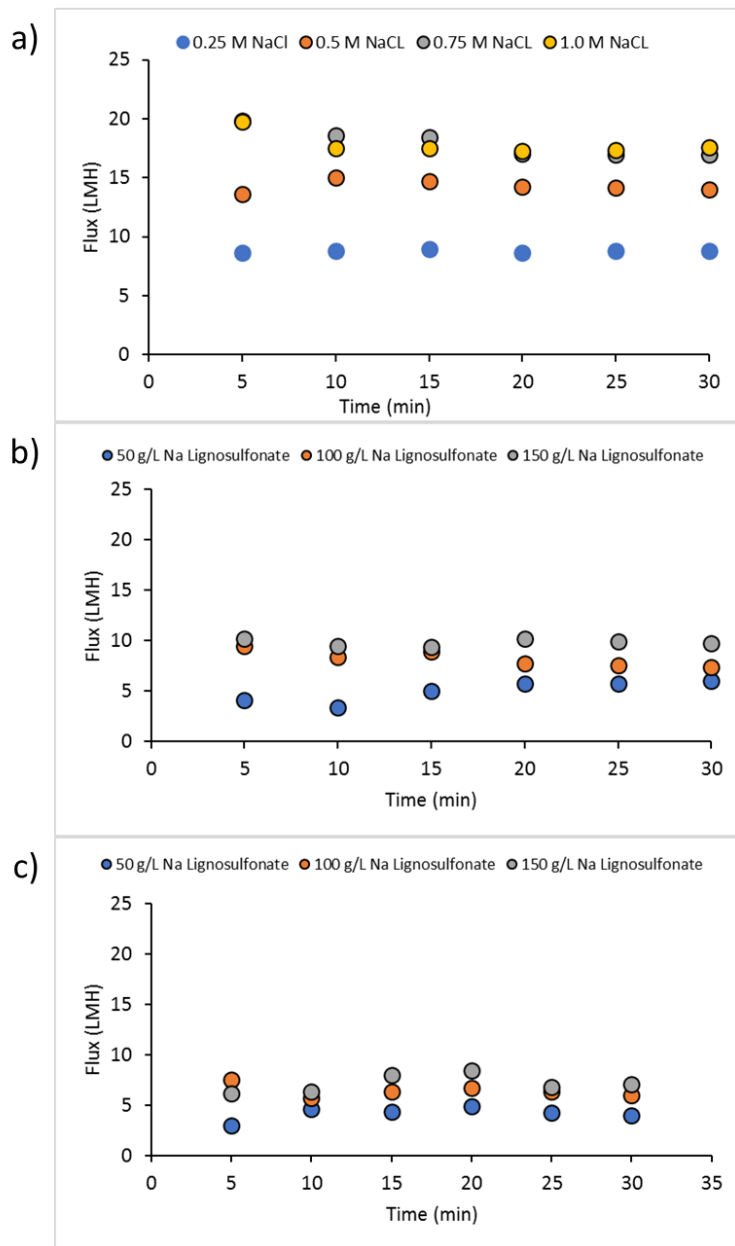 a)
0.25 M NaCl 0.5 M NaCL 0.75 M NaCL 1.0 M NaCL
25
20
15
10
5
0
Flux (LMH)
0 5 10 15 20 25 30
Time (min)
b)
50 g/L Na Lignosulfonate 100 g/L Na Lignosulfonate 150 g/L Na Lignosulfonate
25
20
15
10
5
0
Flux (LMH)
0 5 10 15 20 25 30
Time (min)
c)
50 g/L Na Lignosulfonate 100 g/L Na Lignosulfonate 150 g/L Na Lignosulfonate
25
20
15
10
5
0
Flux (LMH)
0 5 10 15 20 25 30 35
Time (min)